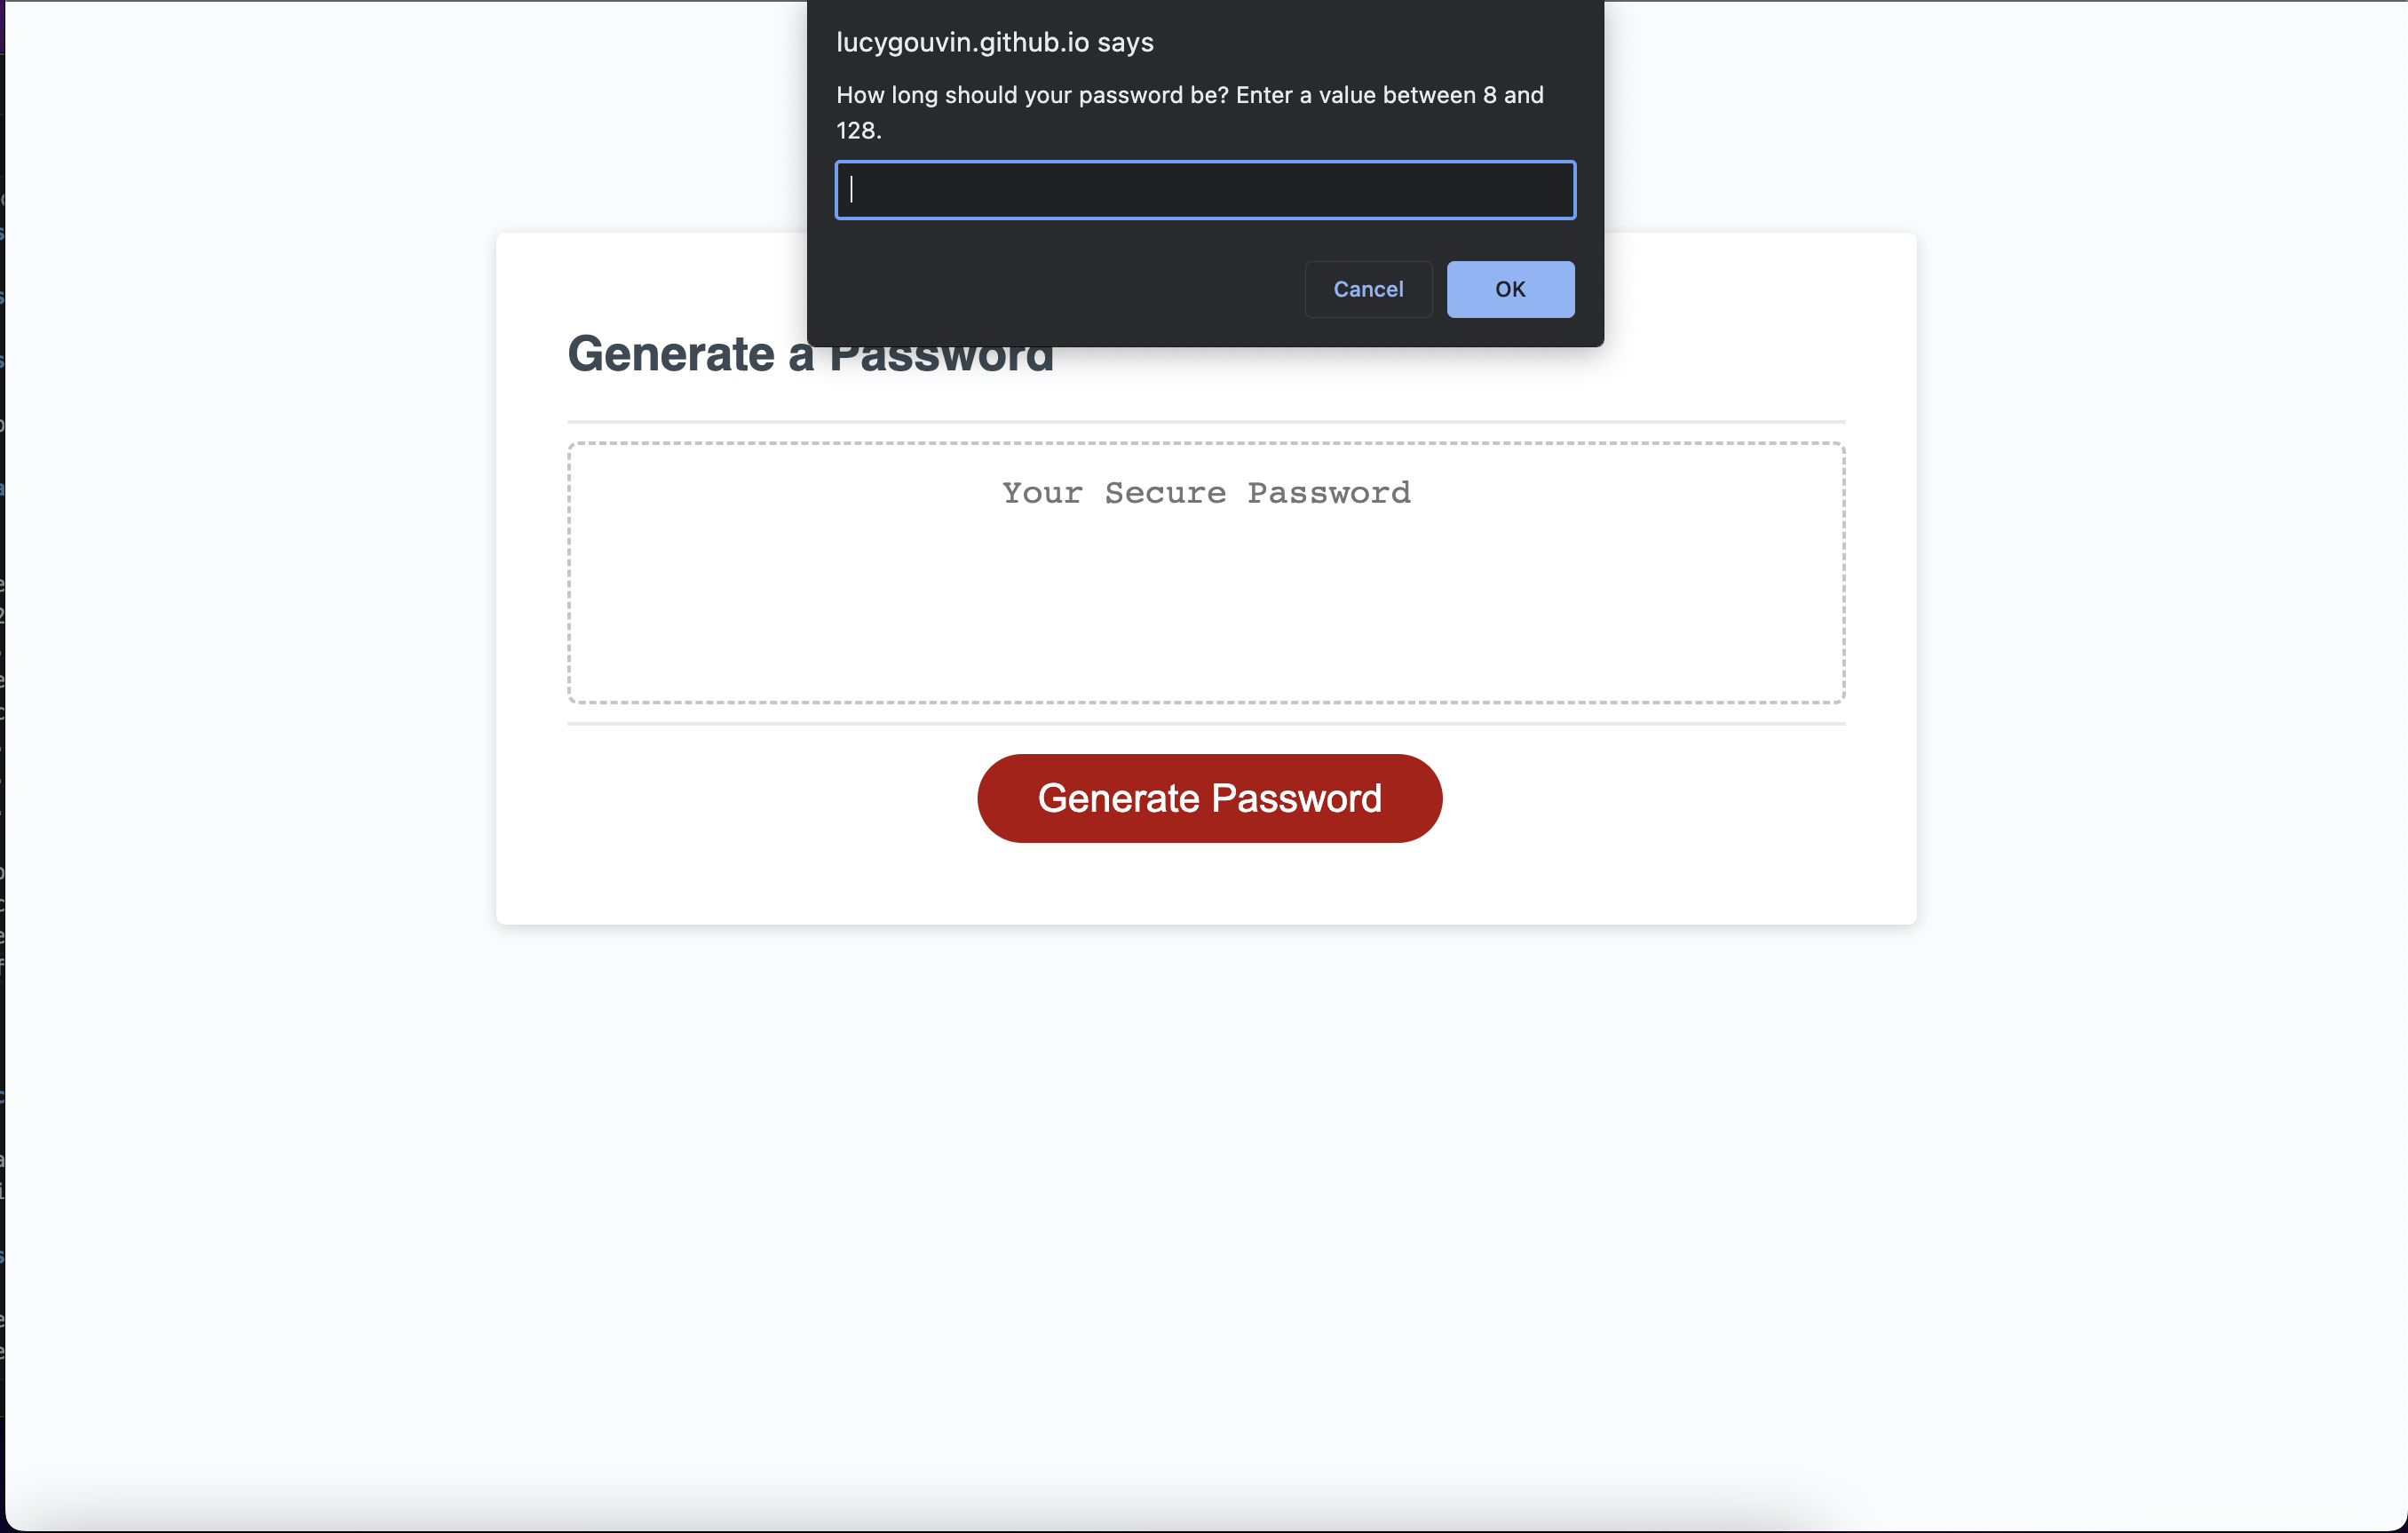 lucygouvin.github.io says
How long should your password be? Enter a value between 8 and
128.
Cancel
OK
Generate a Password
Your Secure Password
Generate Password